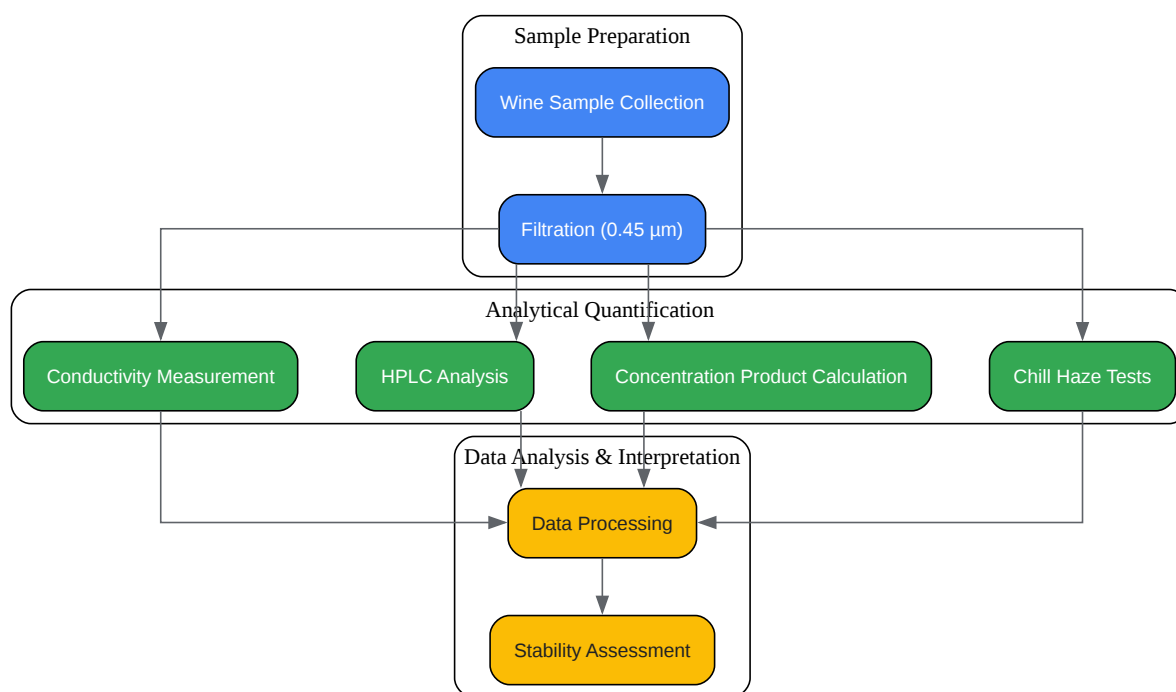 Sample Preparation
Wine Sample Collection
Filtration (0.45 µm)
Analytical Quantification
Conductivity Measurement
HPLC Analysis
Concentration Product Calculation
Chill Haze Tests
Data Analysis & Interpretation
Data Processing
Stability Assessment